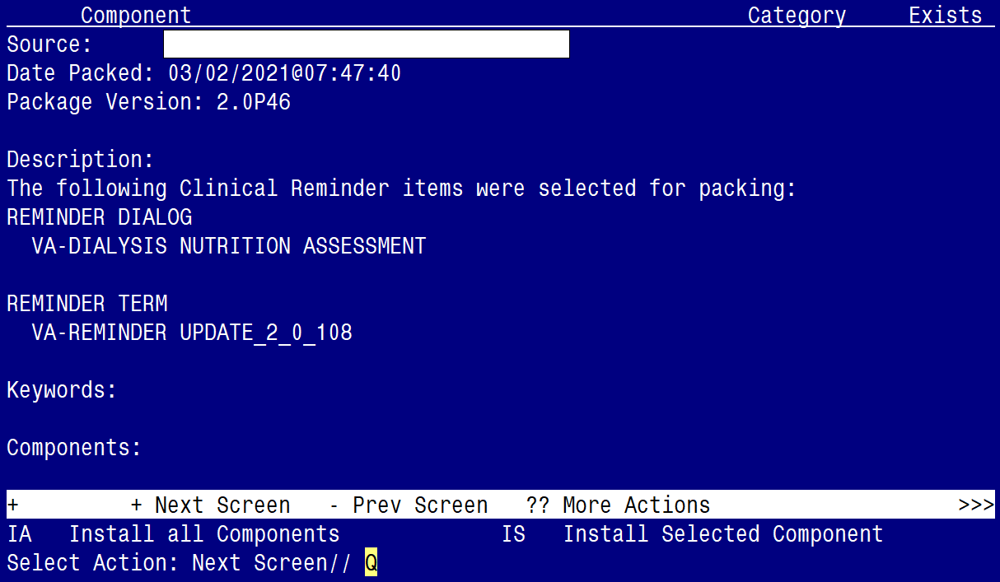 Component Category Exists
Source:
Date Packed: 03/02/2021@07:47:40
Package Version: 2.0P46
Description:
The following Clinical Reminder items were selected for packing:
REMINDER DIALOG
VA-DIALYSIS NUTRITION ASSESSMENT
REMINDER TERM
VA-REMINDER UPDATE_2_0_108
Keywords:
Components:
+ + Next Screen - Prev Screen ?? More Actions >>>
IA Install all Components IS Install Selected Component
Select Action: Next Screen// Q